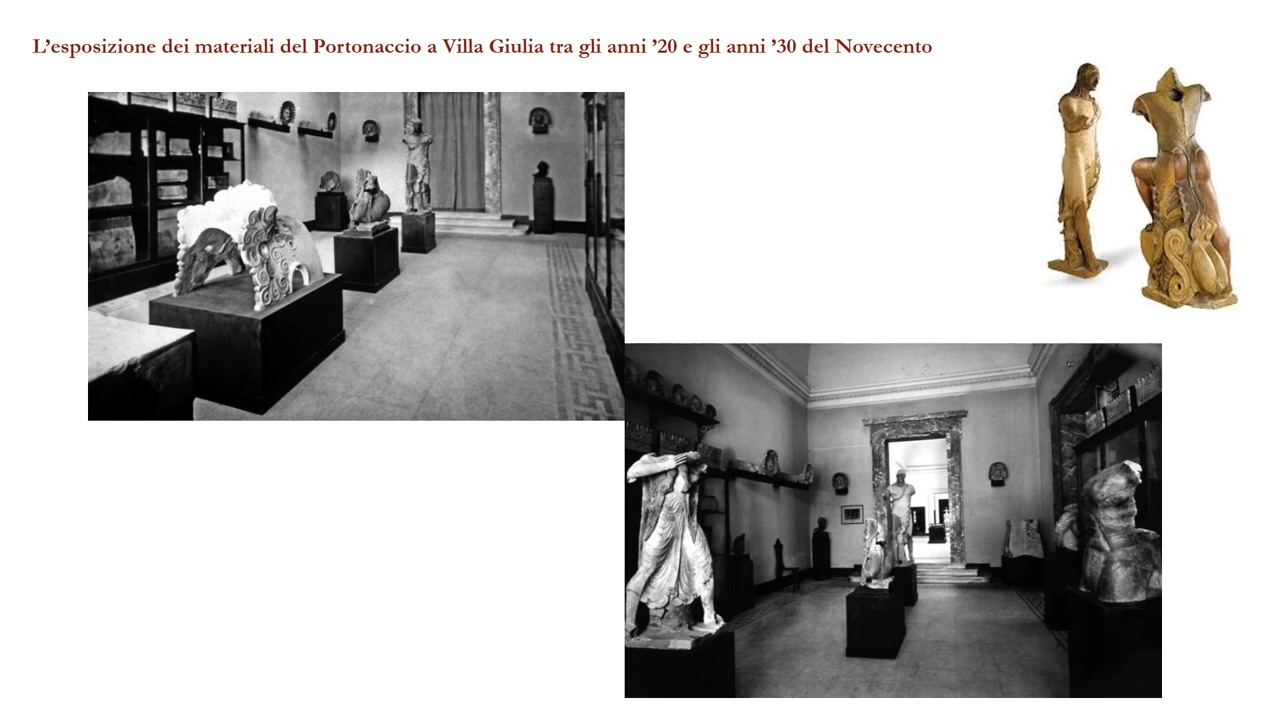 L’esposizione dei materiali del Portonaccio a Villa Giulia tra gli anni ’20 e gli anni ’30 del Novecento